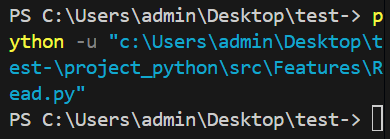 PS C:\Users\admin\Desktop\test-> p
ython -u "c:\Users\admin\Desktop\t
est-\project_python\src\Features\R
ead.py"
PS C:\Users\admin\Desktop\test->